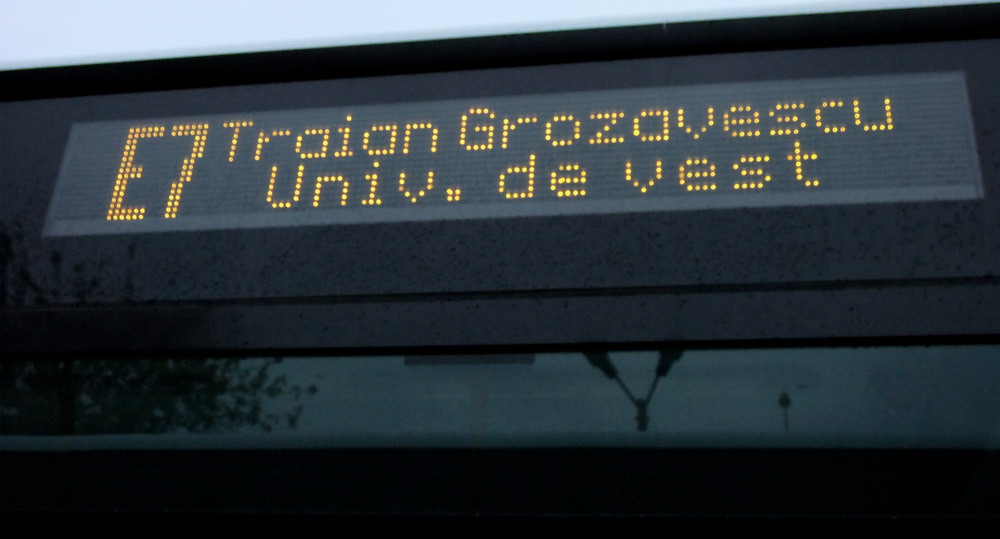 E7 Traian Grozavescu
Univ. de vest